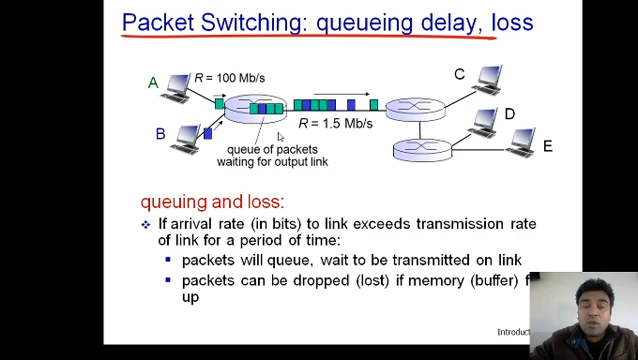 Packet Switching: queueing delay, loss
A
R = 100 Mb/s
C
B
R = 1.5 Mb/s
D
E
queue of packets
waiting for output link
queuing and loss:
If arrival rate (in bits) to link exceeds transmission rate
of link for a period of time:
packets will queue, wait to be transmitted on link
packets can be dropped (lost) if memory (buffer) f
up
Introduct